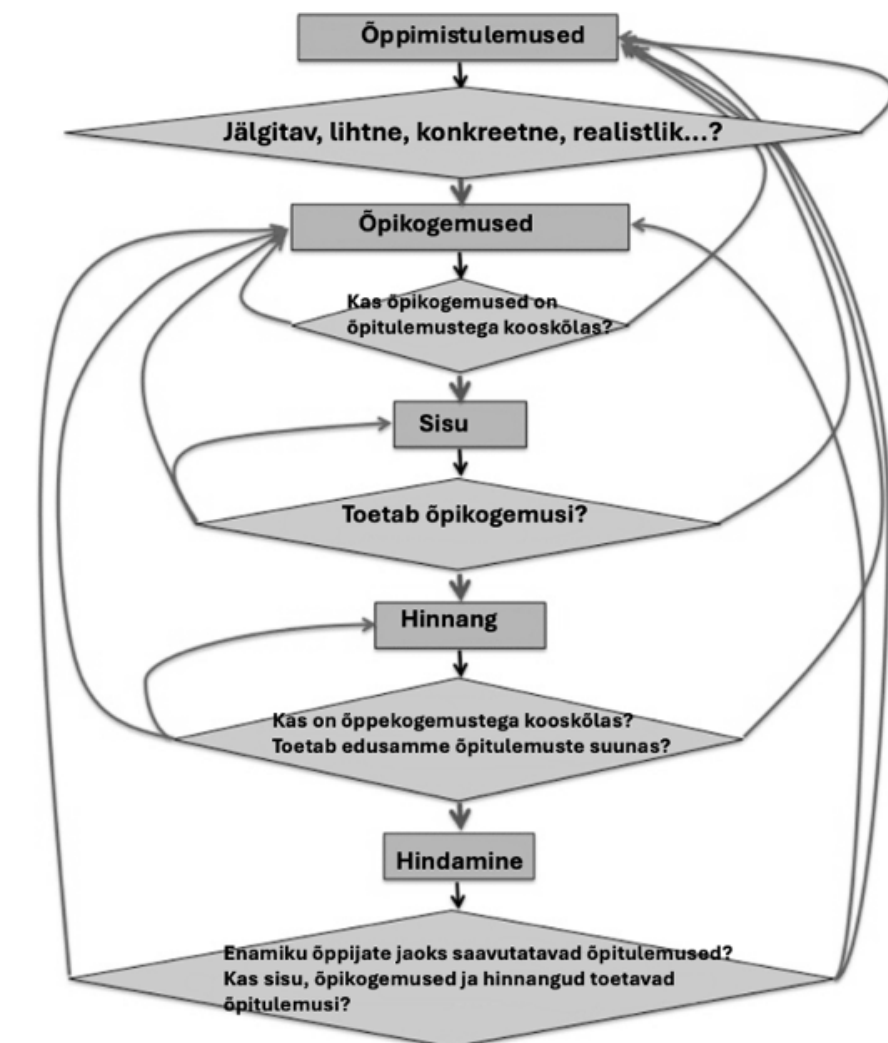 Õppimistulemused
Jälgitav, lihtne, konkreetne, realistlik...?
Õpikogemused
Kas õpikogemused on
õpitulemustega kooskõlas?
Sisu
Toetab õpikogemusi?
Hinnang
Kas on õppekogemustega kooskõlas?
Toetab edusamme õpitulemuste suunas?
Hindamine
Enamiku õppijate jaoks saavutatavad õpitulemused?
Kas sisu, õpikogemused ja hinnangud toetavad
õpitulemusi?